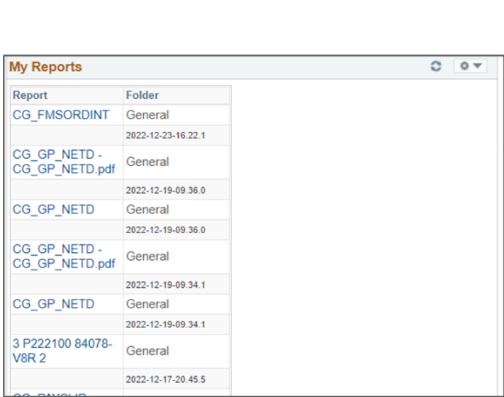 My Reports
Report Folder
CG_FMSORDINT General
2022-12-23-16.22.1
CG_GP_NETD -
CG_GP_NETD.pdf General
2022-12-19-09.36.0
CG_GP_NETD General
2022-12-19-09.36.0
CG_GP_NETD -
CG_GP_NETD.pdf General
2022-12-19-09.34.1
CG_GP_NETD General
2022-12-19-09.34.1
3 P222100 84078-
V8R 2 General
2022-12-17-20.45.5